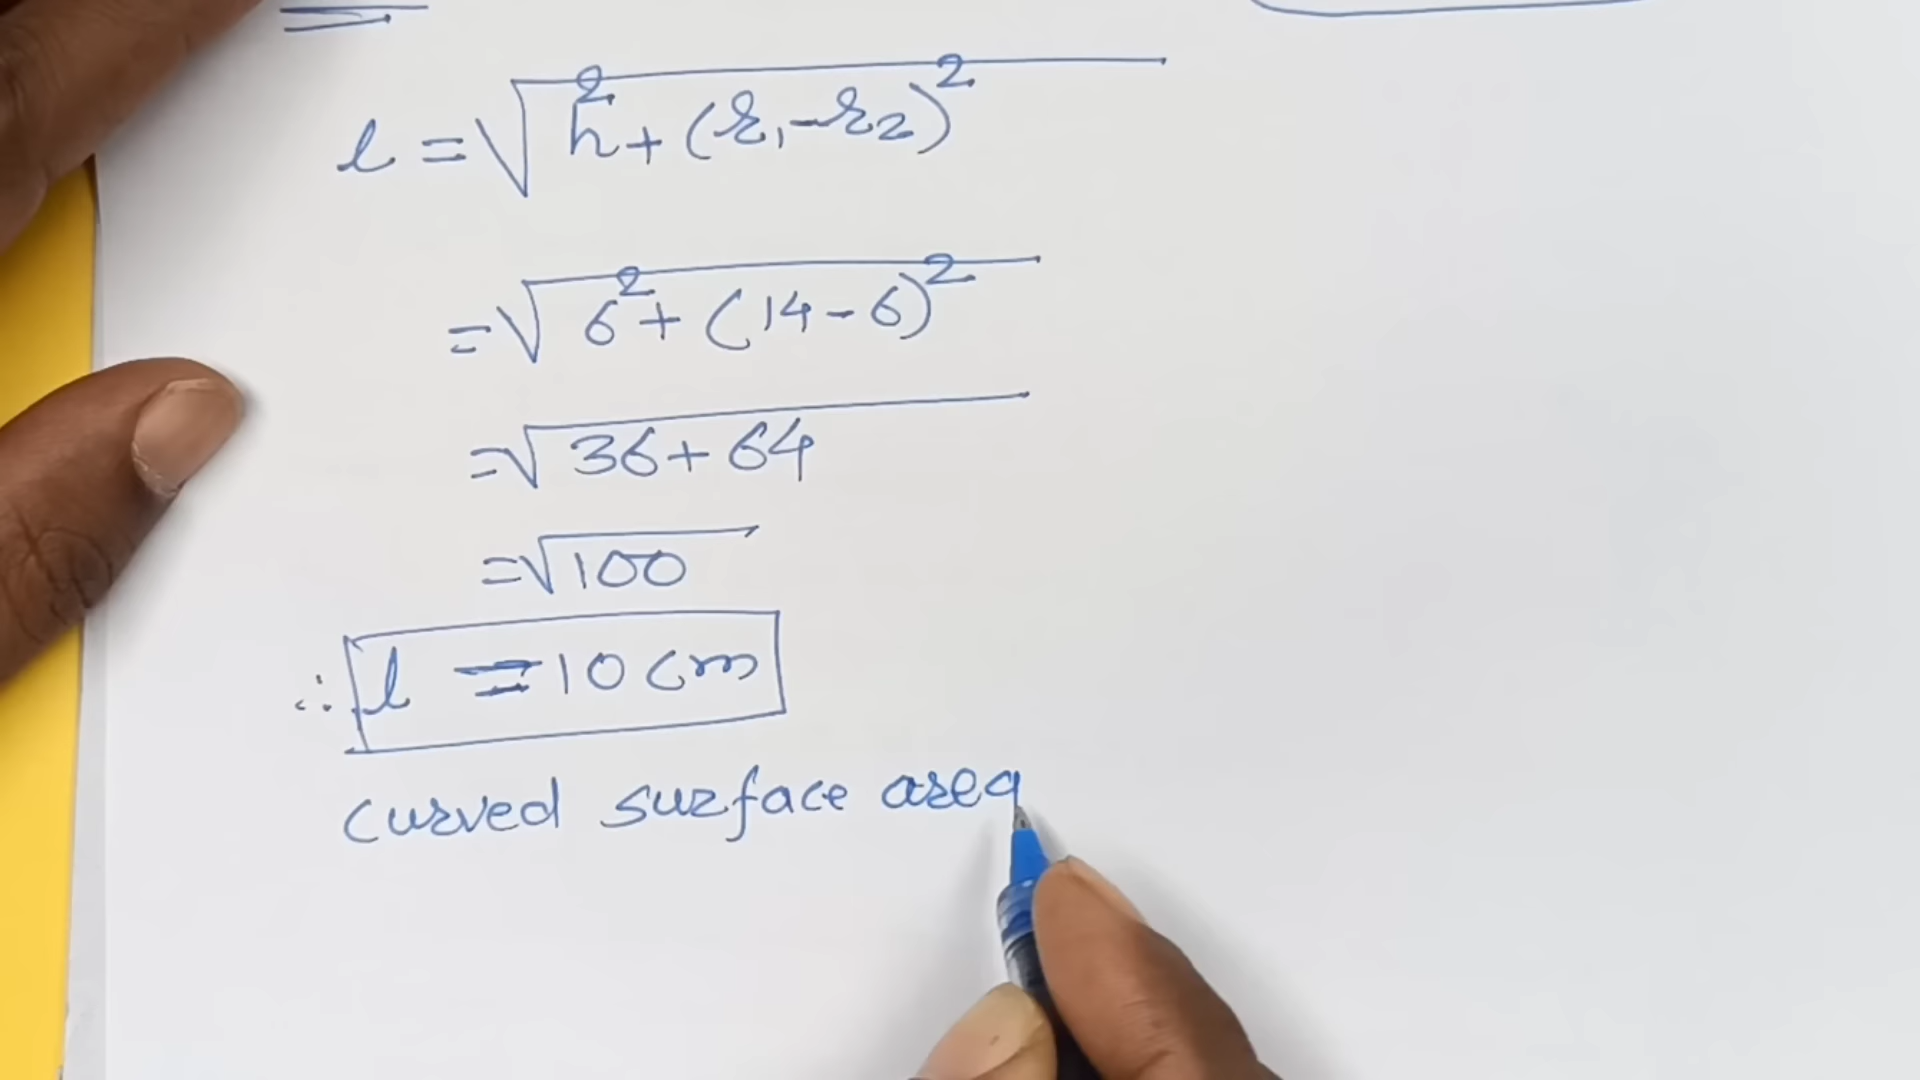 l = √h² + (r₁ - r₂)²
= √6² + (14 - 6)²
= √36 + 64
= √100
∴ l = 10 cm
curved surface area